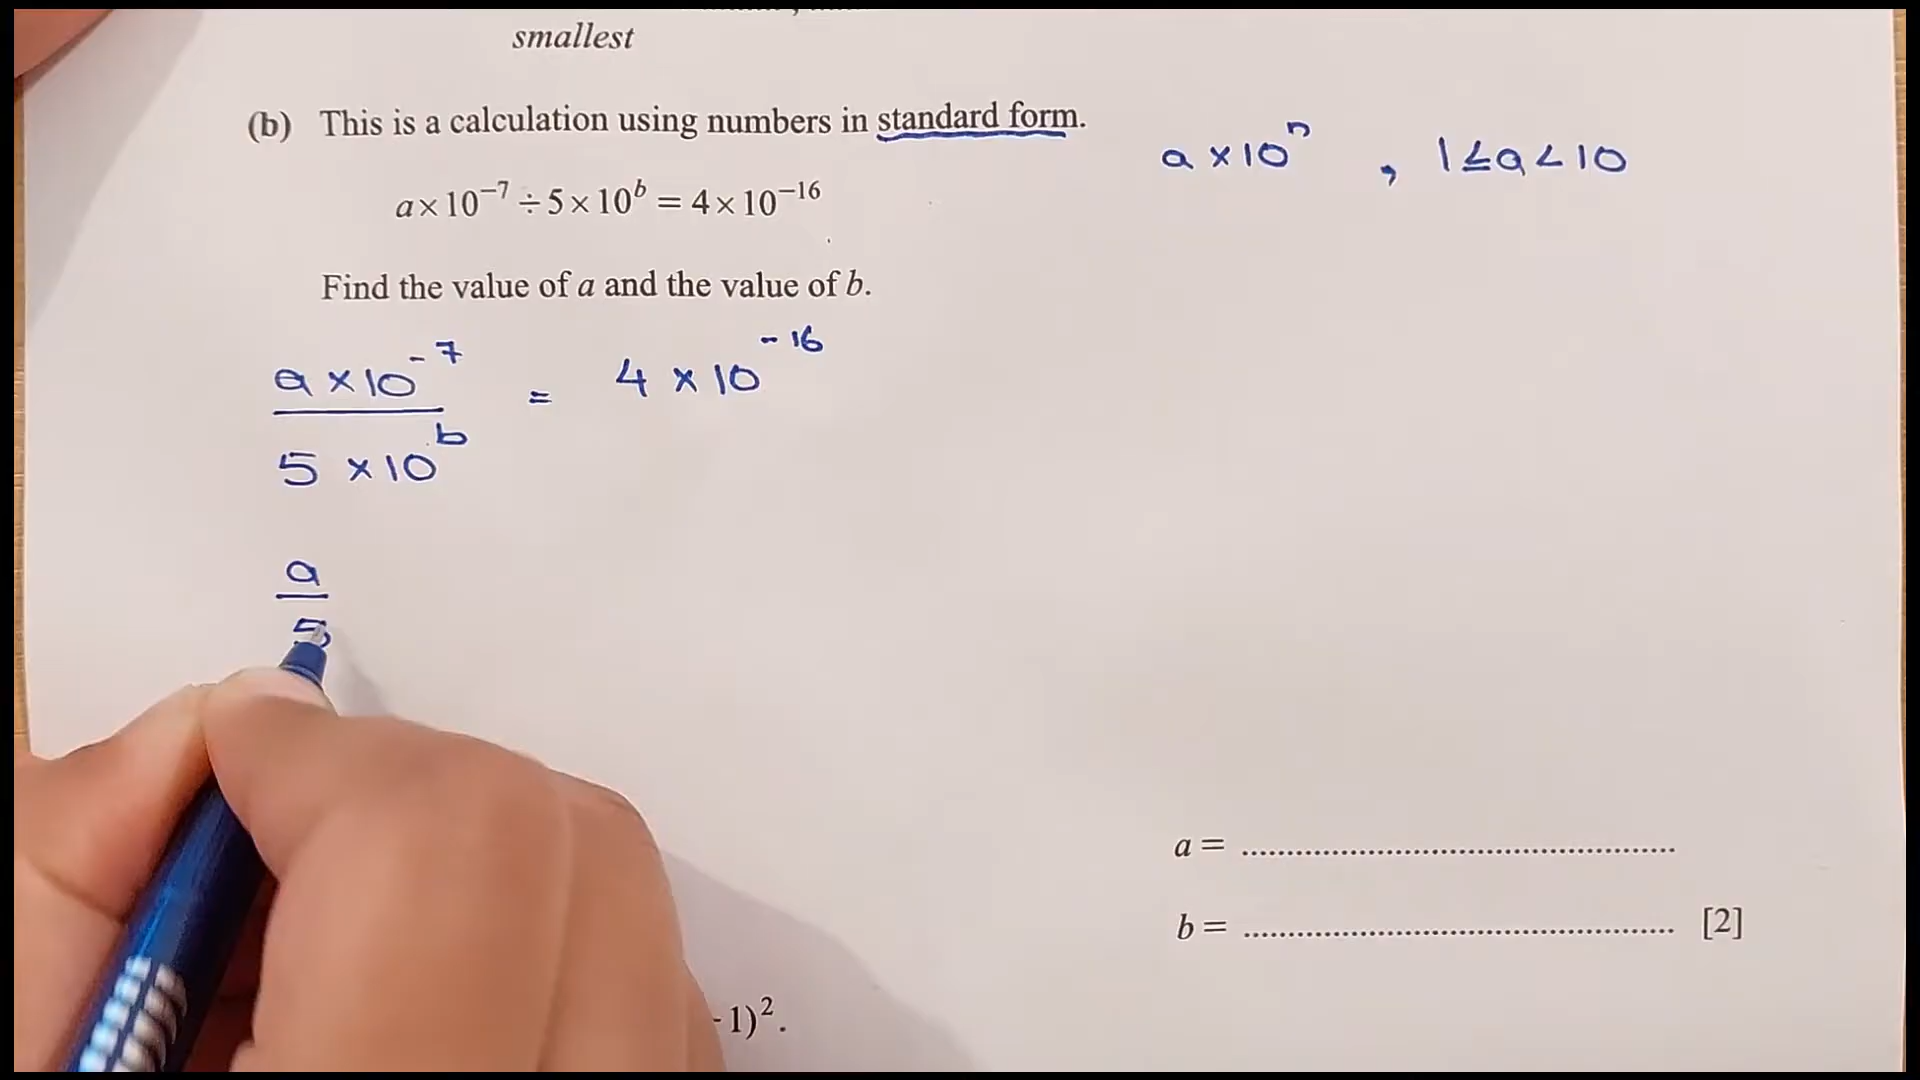 smallest
(b) This is a calculation using numbers in standard form.
a × 10ⁿ , 1 ≤ a < 10
a × 10⁻⁷ ÷ 5 × 10ᵇ = 4 × 10⁻¹⁶
Find the value of a and the value of b.
a × 10⁻⁷ / 5 × 10ᵇ = 4 × 10⁻¹⁶
a / 5
a = ................................................
b = ................................................ [2]
-1)².